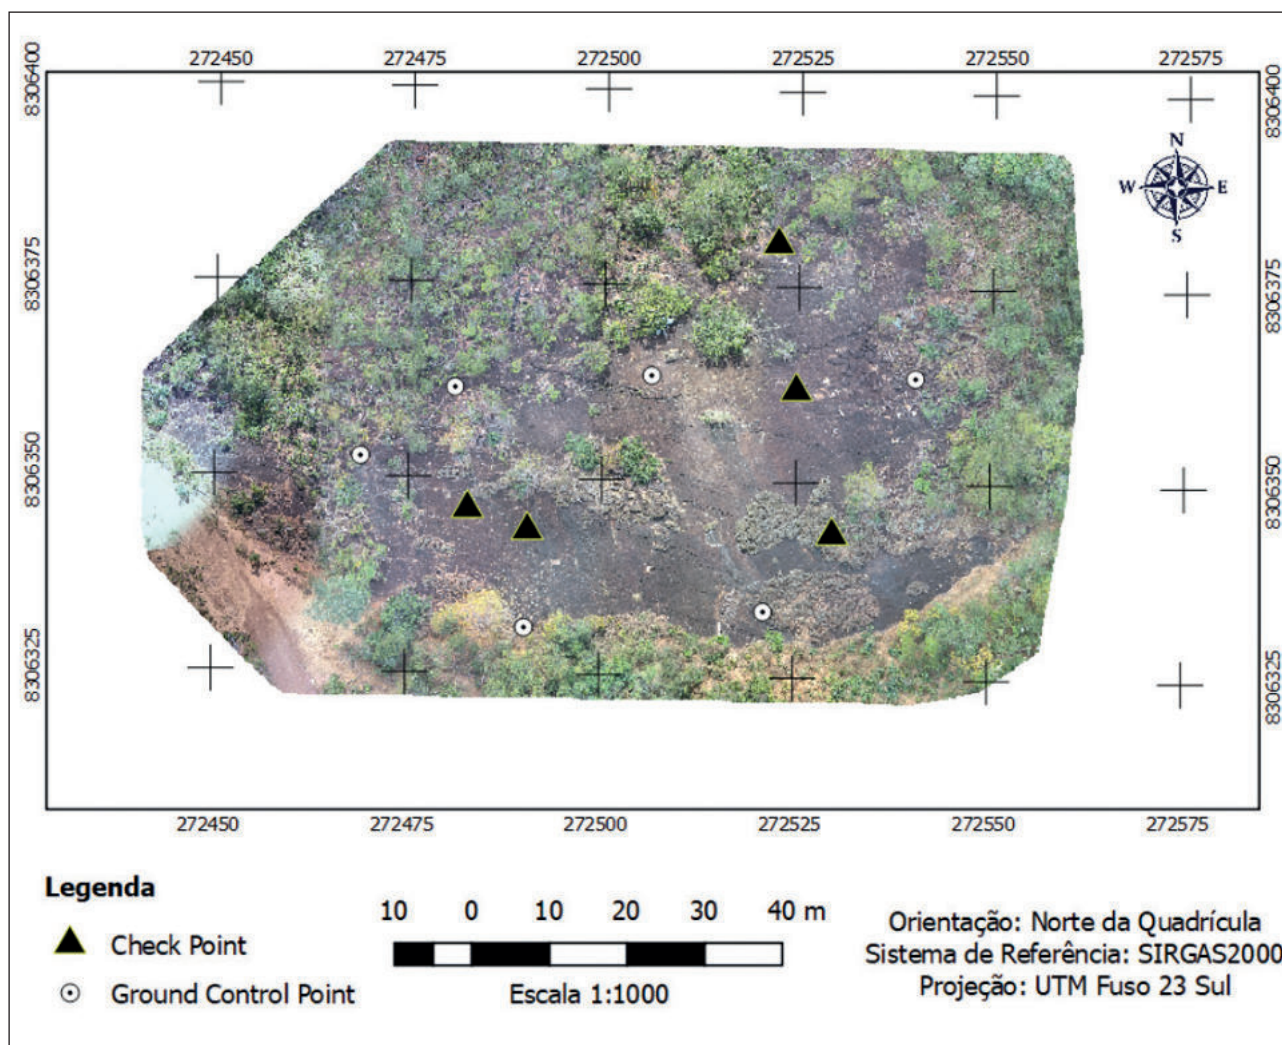 272450 272475 272500 272525 272550 272575
8306400 8306400
N
W E
S
8306375 8306375
8306350 8306350
8306325 8306325
272450 272475 272500 272525 272550 272575
Legenda
Check Point
Ground Control Point
10 0 10 20 30 40 m
Escala 1:1000
Orientação: Norte da Quadrícula
Sistema de Referência: SIRGAS2000
Projeção: UTM Fuso 23 Sul